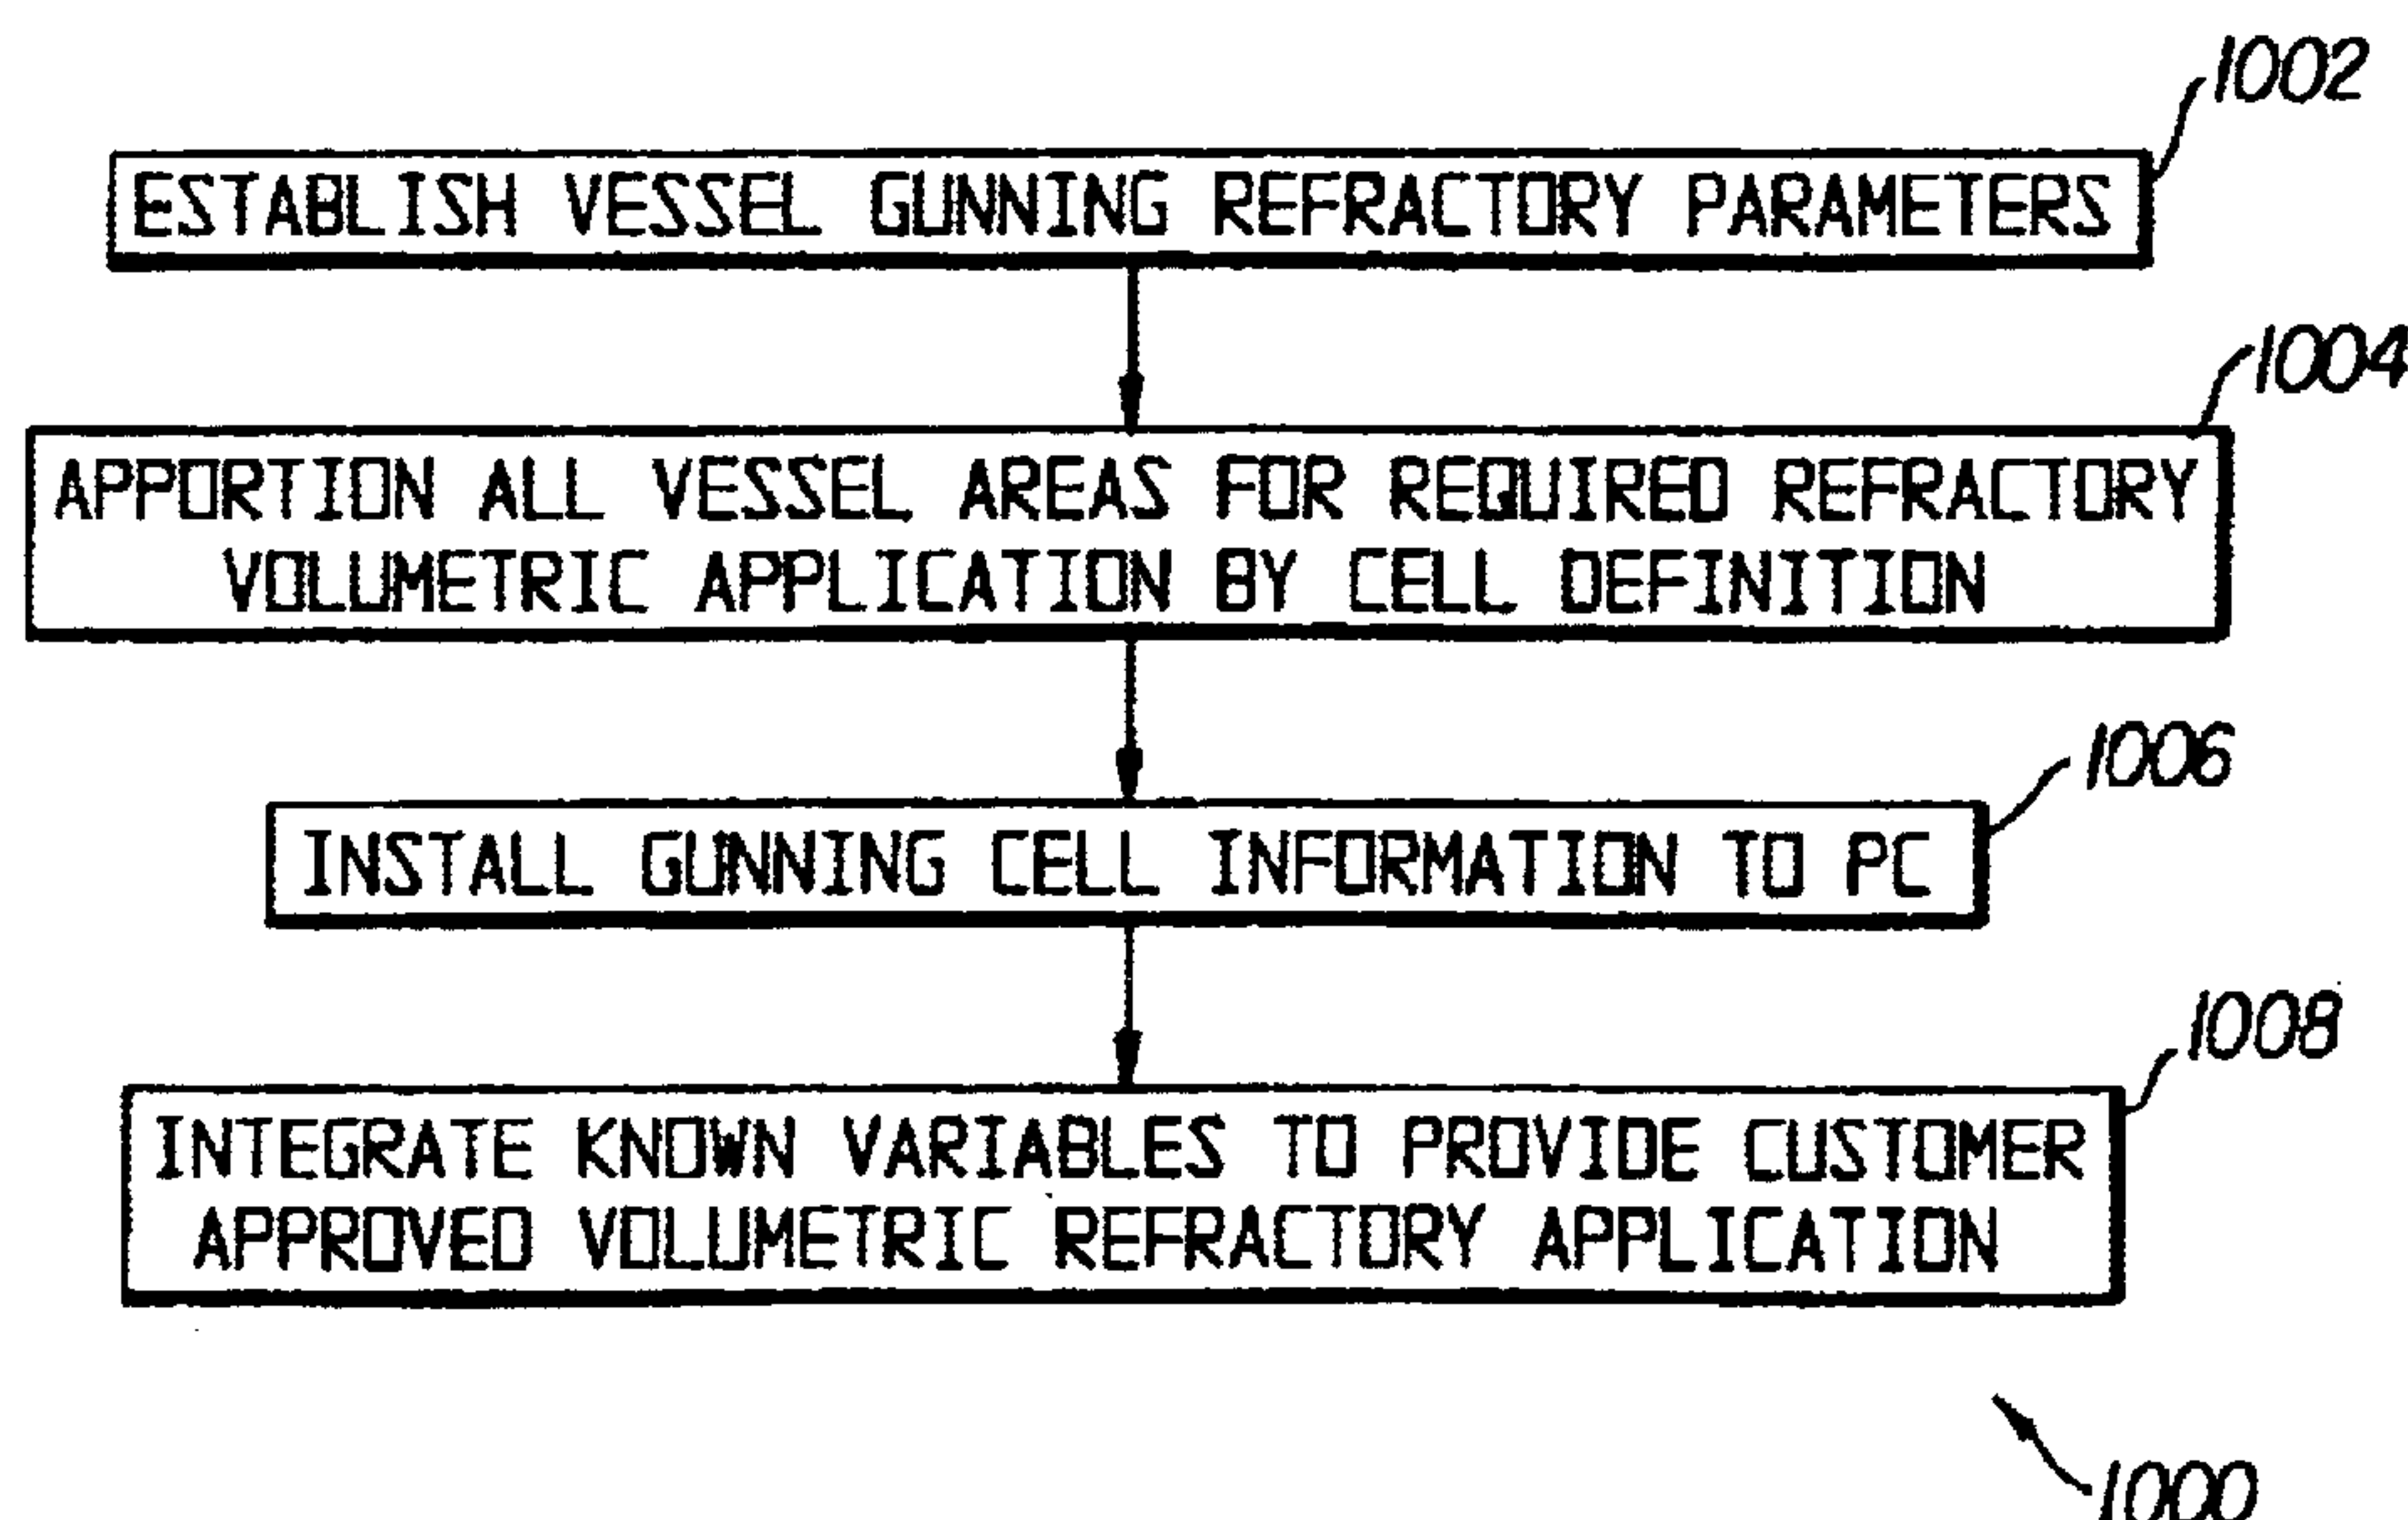 1002
ESTABLISH VESSEL GUNNING REFRACTORY PARAMETERS
1004
APPORTION ALL VESSEL AREAS FOR REQUIRED REFRACTORY
VOLUMETRIC APPLICATION BY CELL DEFINITION
1006
INSTALL GUNNING CELL INFORMATION TO PC
1008
INTEGRATE KNOWN VARIABLES TO PROVIDE CUSTOMER
APPROVED VOLUMETRIC REFRACTORY APPLICATION
1000